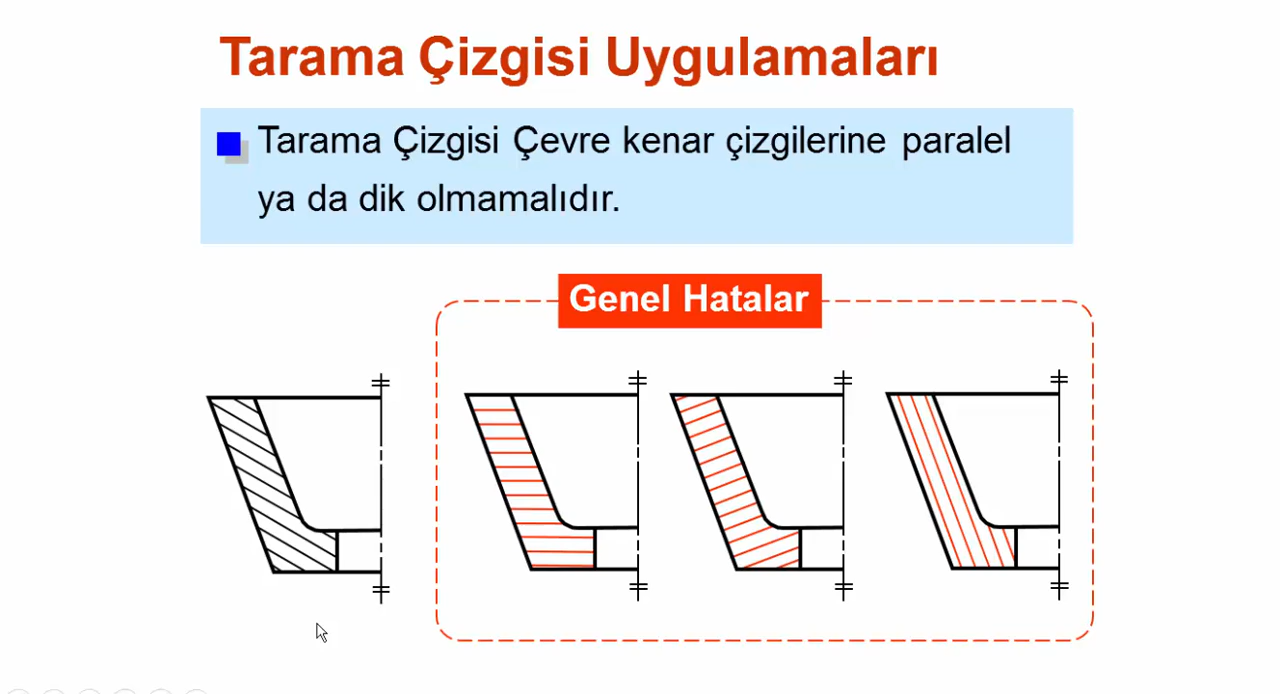 Tarama Çizgisi Uygulamaları
Tarama Çizgisi Çevre kenar çizgilerine paralel
ya da dik olmamalıdır.
Genel Hatalar